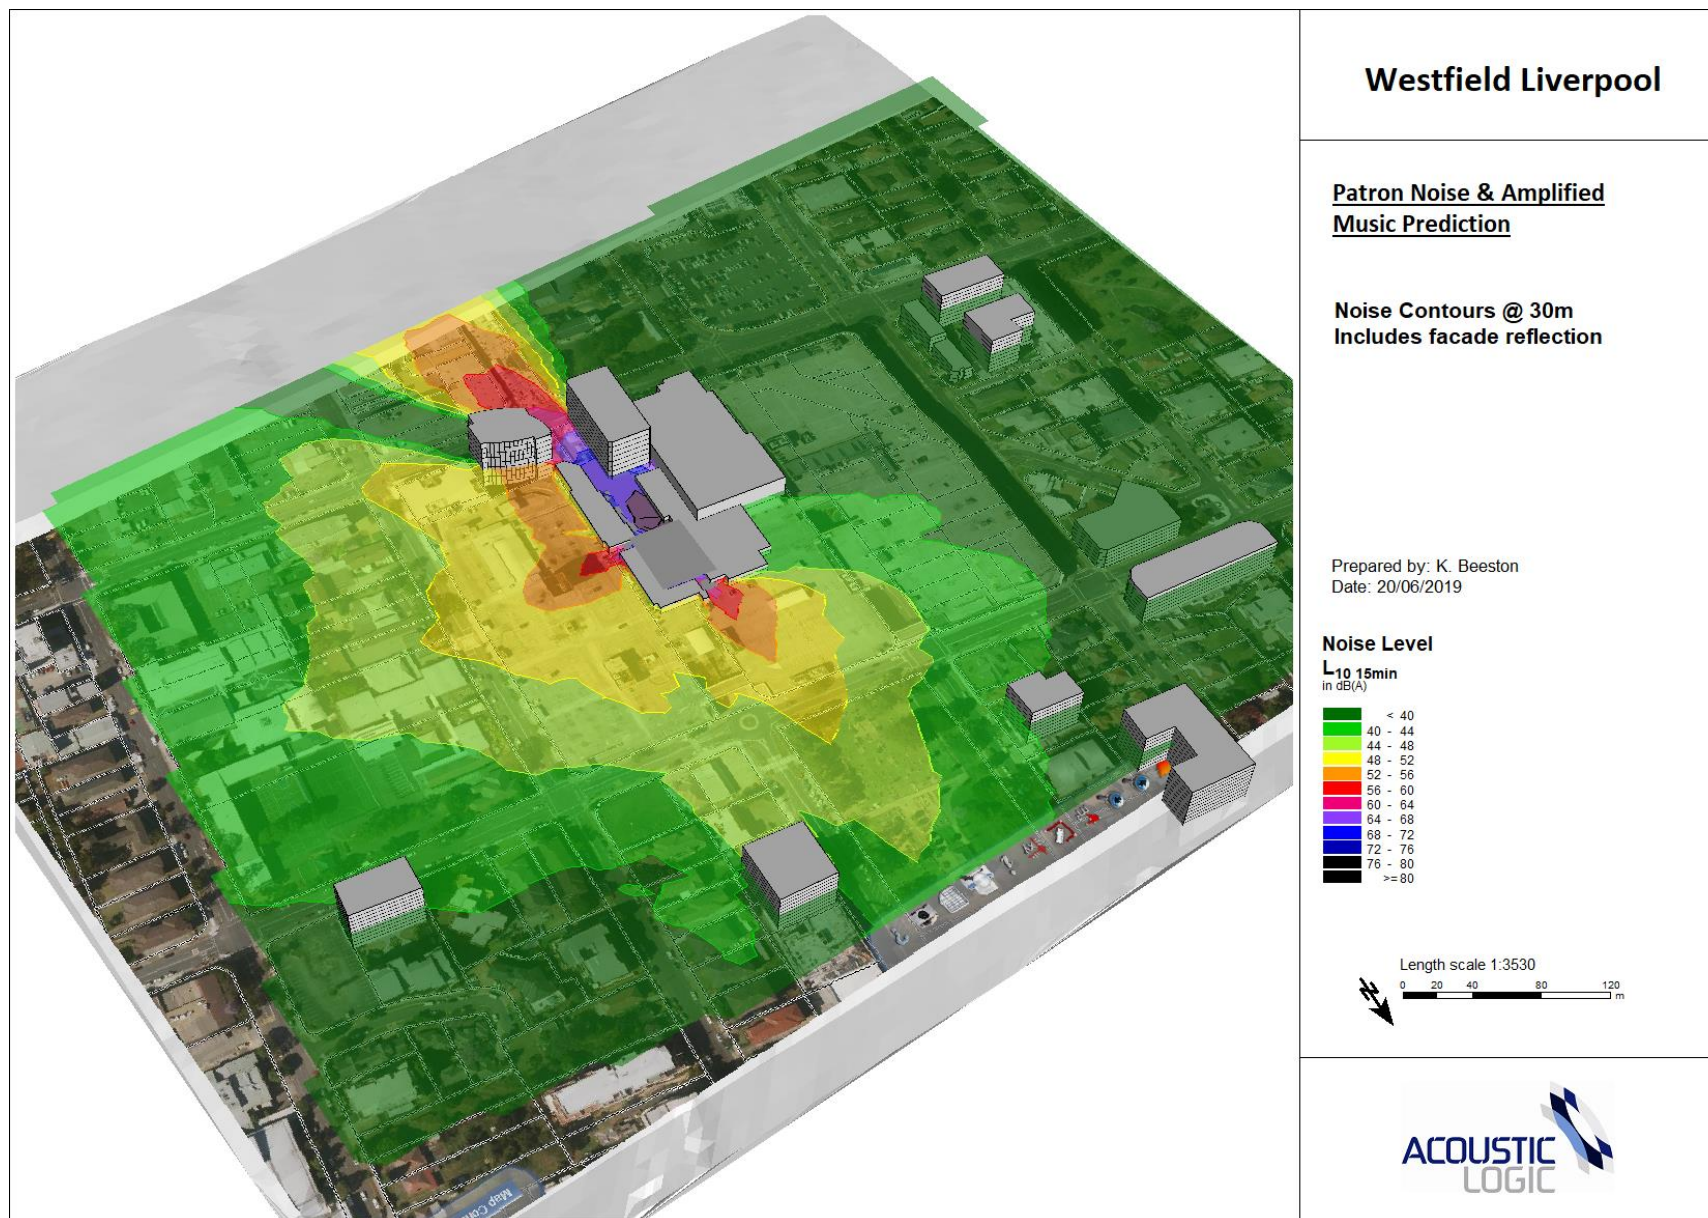 Westfield Liverpool
Patron Noise & Amplified
Music Prediction
Noise Contours @ 30m
Includes facade reflection
Prepared by: K. Beeston
Date: 20/06/2019
Noise Level
L10 15min
in dB(A)
< 40
40 - 44
44 - 48
48 - 52
52 - 56
56 - 60
60 - 64
64 - 68
68 - 72
72 - 76
76 - 80
>= 80
Length scale 1:3530
0 20 40 80 120
m
N
ACOUSTIC
LOGIC
Map